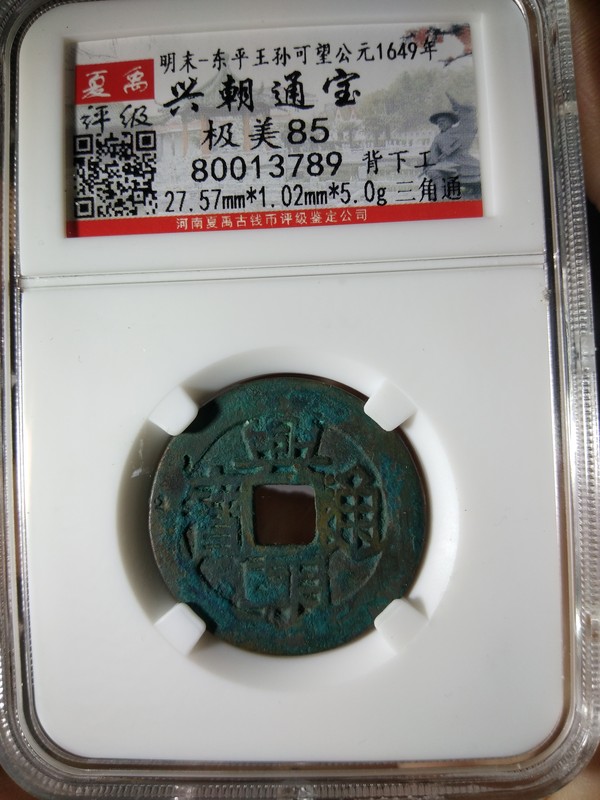 明末-东平王孙可望公元1649年
夏禹
评级
兴朝通宝
极美85
80013789 背下工
27.57mm*1.02mm*5.0g 三角通
河南夏禹古钱币评级鉴定公司
興朝通寶